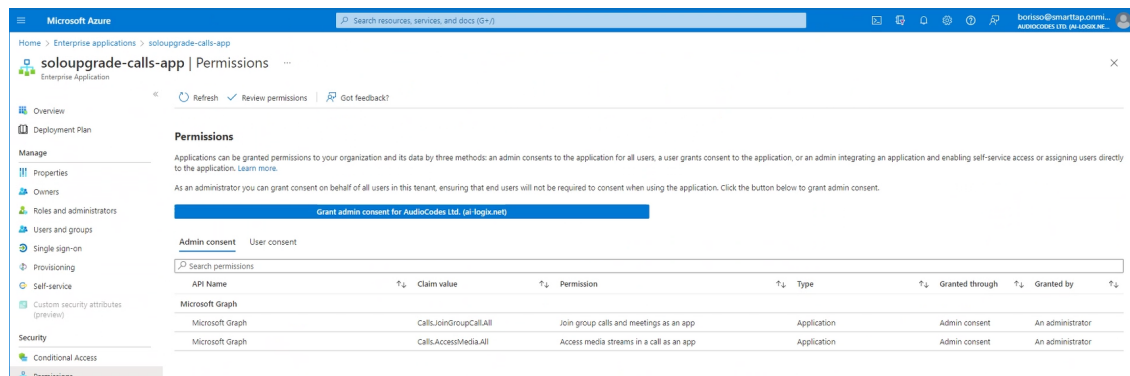 Microsoft Azure
Search resources, services, and docs (G+/)
borisso@smarttap.onmi...
AUDIOCODES LTD. (AI-LOGIX.NE...
Home > Enterprise applications > soloupgrade-calls-app
soloupgrade-calls-app | Permissions ...
Enterprise Application
Overview
Deployment Plan
Manage
Properties
Owners
Roles and administrators
Users and groups
Single sign-on
Provisioning
Self-service
Custom security attributes
(preview)
Security
Conditional Access
Permissions
Refresh Review permissions Got feedback?
Permissions
Applications can be granted permissions to your organization and its data by three methods: an admin consents to the application for all users, a user grants consent to the application, or an admin integrating an application and enabling self-service access or assigning users directly
to the application. Learn more.
As an administrator you can grant consent on behalf of all users in this tenant, ensuring that end users will not be required to consent when using the application. Click the button below to grant admin consent.
Grant admin consent for AudioCodes Ltd. (ai-logix.net)
Admin consent User consent
Search permissions
API Name Claim value Permission Type Granted through Granted by
Microsoft Graph
Microsoft Graph Calls.JoinGroupCall.All Join group calls and meetings as an app Application Admin consent An administrator
Microsoft Graph Calls.AccessMedia.All Access media streams in a call as an app Application Admin consent An administrator